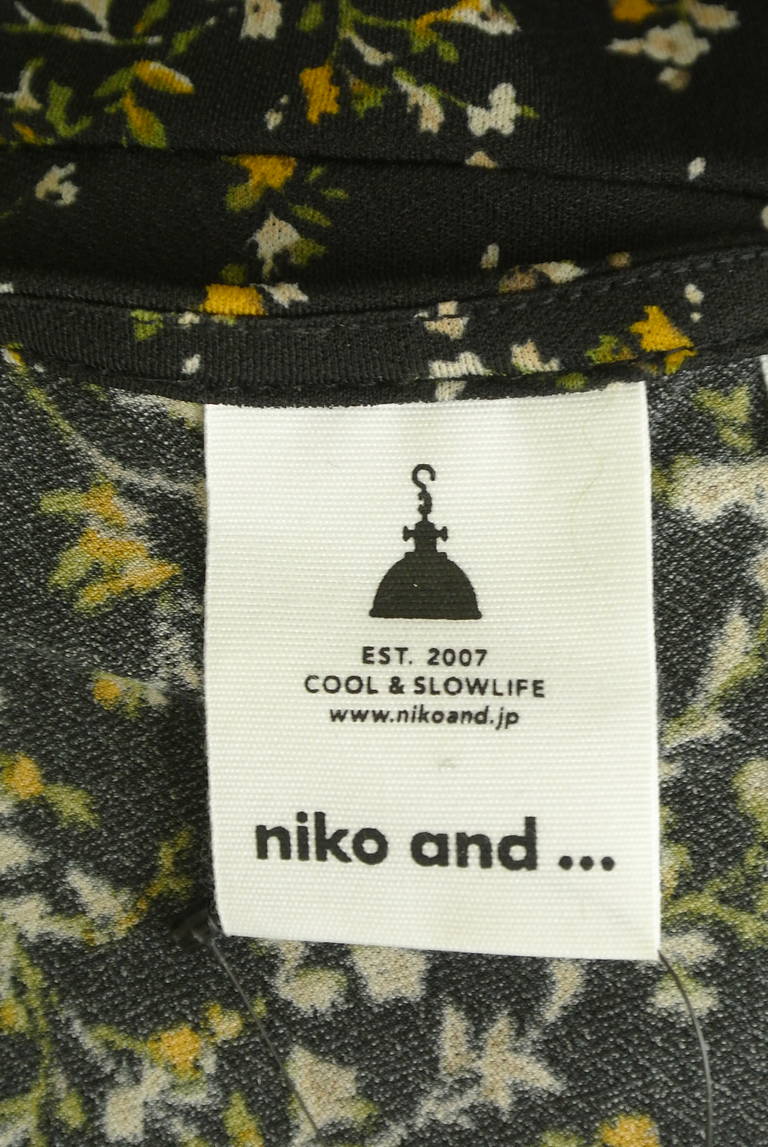 EST. 2007
COOL & SLOWLIFE
www.nikoand.jp
niko and ...